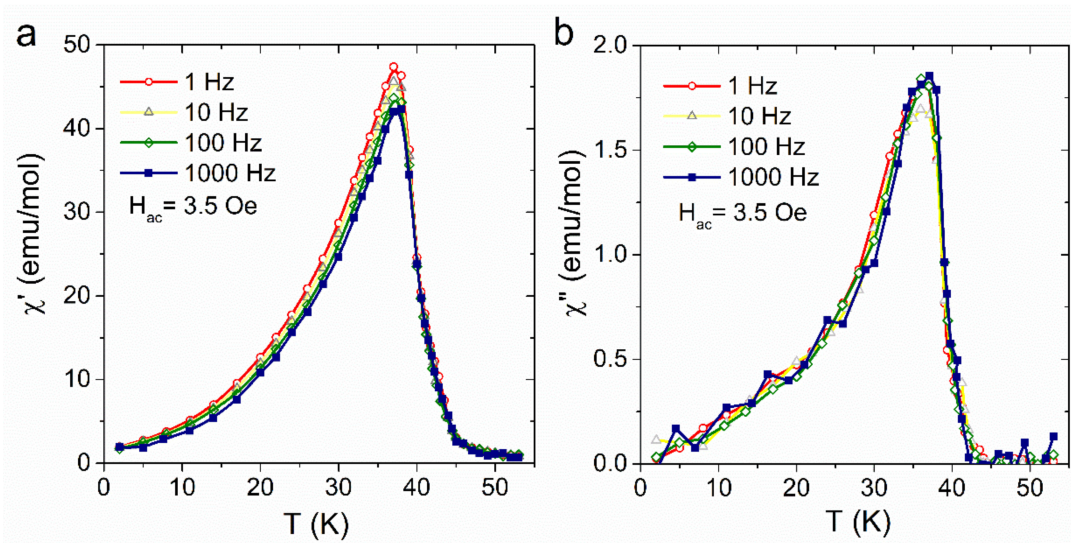 a
50
40
30
20
10
0
χ' (emu/mol)
1 Hz
10 Hz
100 Hz
1000 Hz
Hac= 3.5 Oe
0 10 20 30 40 50
T (K)
b
2.0
1.5
1.0
0.5
0.0
χ" (emu/mol)
1 Hz
10 Hz
100 Hz
1000 Hz
Hac= 3.5 Oe
0 10 20 30 40 50
T (K)